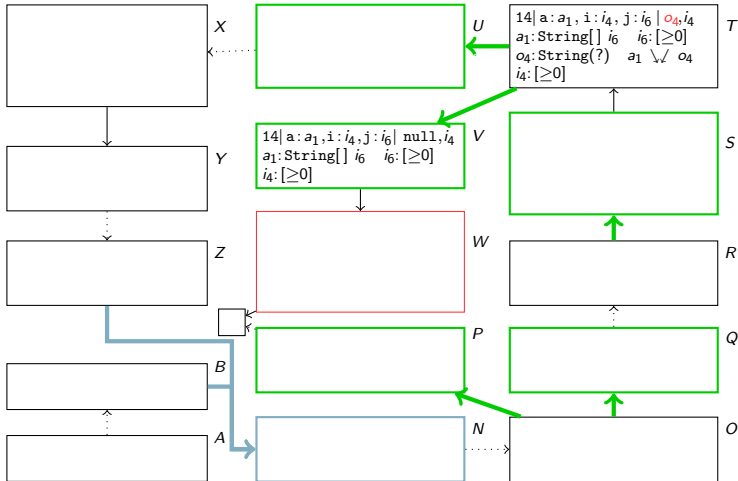 X
U
14| a: a₁, i: i₄, j: i₆ | o₄, i₄
a₁: String[] i₆ i₆: [≥0]
o₄: String(?) a₁ ↘↙ o₄
i₄: [≥0]
T
Y
14| a: a₁, i: i₄, j: i₆| null, i₄
a₁: String[] i₆ i₆: [≥0]
i₄: [≥0]
V
S
Z
W
R
B
P
Q
A
N
O